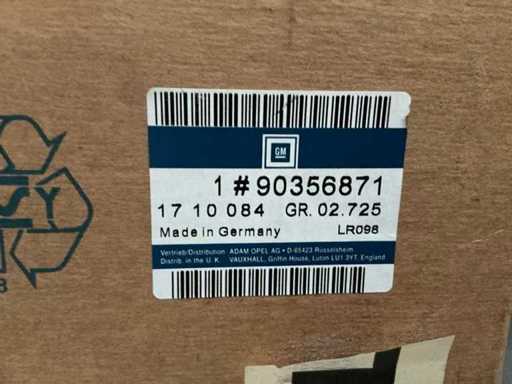 GM
1 # 90356871
17 10 084 GR. 02.725
Made in Germany LR098
Vertrieb/Distribution ADAM OPEL AG • D-65423 Rüsselsheim
Distrib. in the U. K. VAUXHALL, Griffin House, Luton LU1 3YT, England